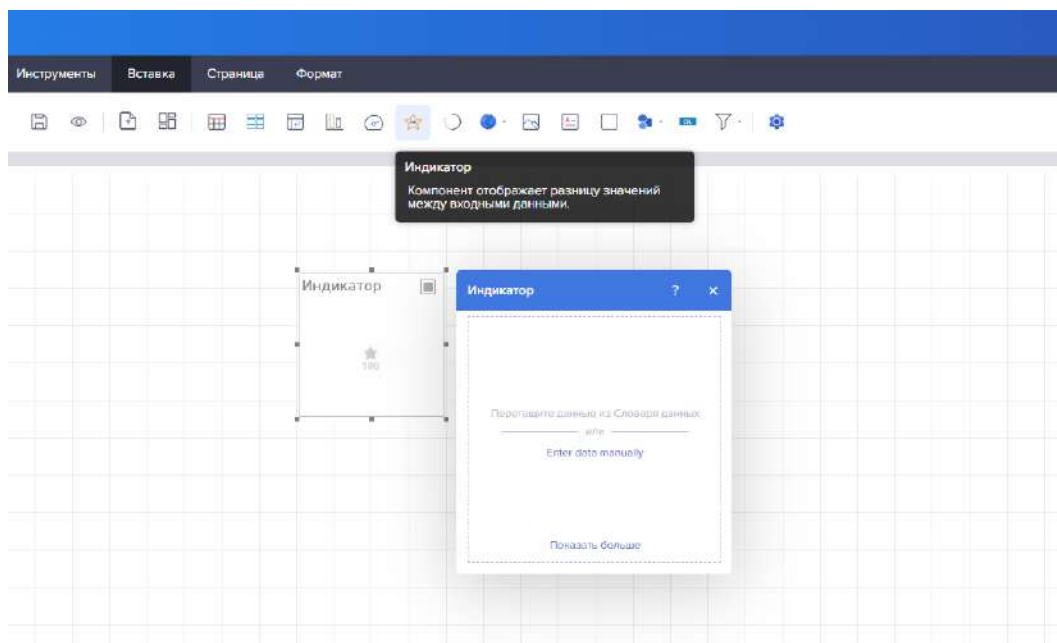 Инструменты Вставка Страница Формат
Индикатор
Компонент отображает разницу значений
между входными данными.
Индикатор
100
Индикатор ? ×
Перетащите данные из Словаря данных
или
Enter data manually
Показать больше